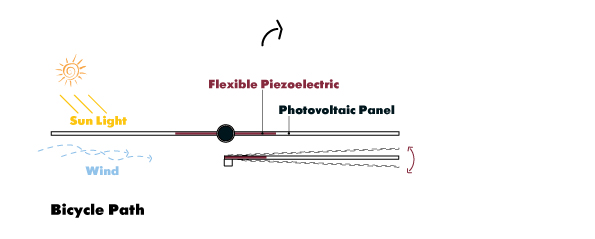 Flexible Piezoelectric
Photovoltaic Panel
Sun Light
Wind
Bicycle Path